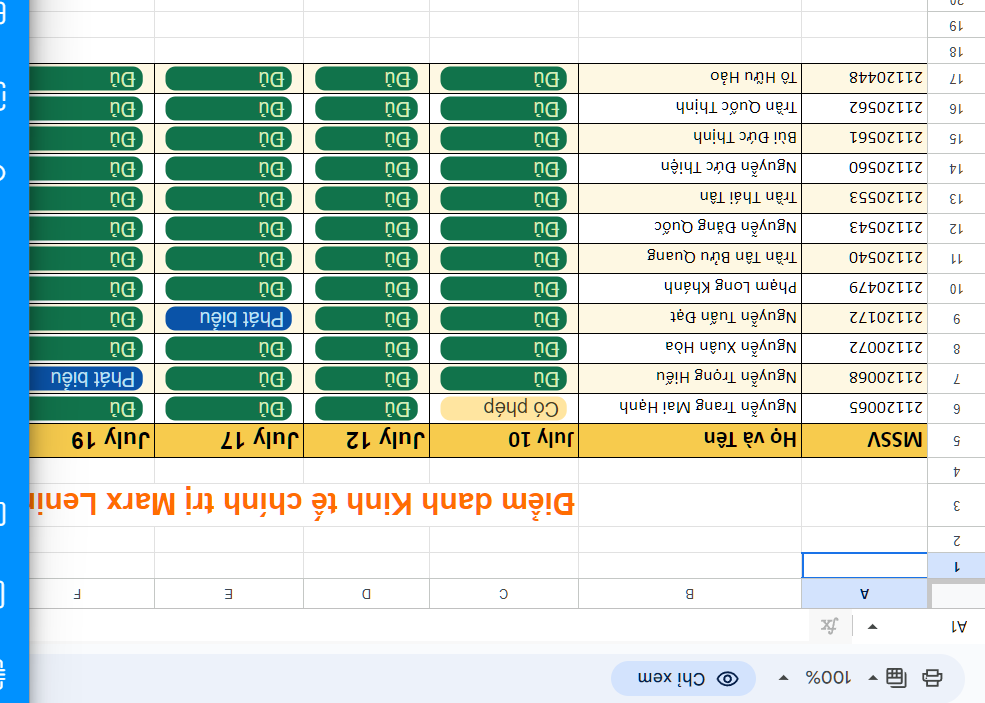 100% Chỉ xem
A1 fx
A B C D E F
1
2
3 Điểm danh Kinh tế chính trị Marx Lenin
4
5 MSSV Họ và Tên July 10 July 12 July 17 July 19
6 21120065 Nguyễn Trang Mai Hạnh Có phép Đủ Đủ Đủ
7 21120068 Nguyễn Trọng Hiếu Đủ Đủ Đủ Phát biểu
8 21120072 Nguyễn Xuân Hòa Đủ Đủ Đủ Đủ
9 21120172 Nguyễn Tuấn Đạt Đủ Đủ Phát biểu Đủ
10 21120479 Phạm Long Khánh Đủ Đủ Đủ Đủ
11 21120540 Trần Tân Bửu Quang Đủ Đủ Đủ Đủ
12 21120543 Nguyễn Đăng Quốc Đủ Đủ Đủ Đủ
13 21120553 Trần Thái Tân Đủ Đủ Đủ Đủ
14 21120560 Nguyễn Đức Thiện Đủ Đủ Đủ Đủ
15 21120561 Bùi Đức Thịnh Đủ Đủ Đủ Đủ
16 21120562 Trần Quốc Thịnh Đủ Đủ Đủ Đủ
17 21120448 Tô Hữu Hảo Đủ Đủ Đủ Đủ
18
19
20